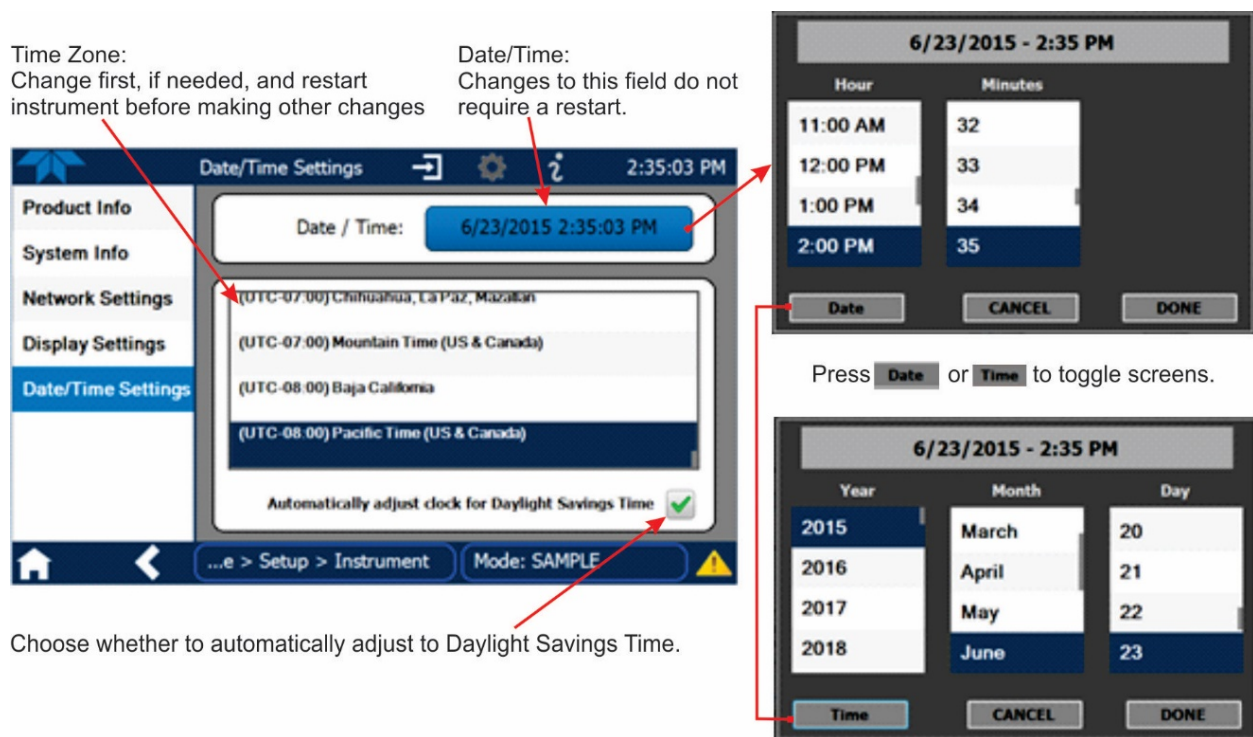 Time Zone:
Change first, if needed, and restart
instrument before making other changes
Date/Time:
Changes to this field do not
require a restart.
Date/Time Settings
2:35:03 PM
Product Info
System Info
Network Settings
Display Settings
Date/Time Settings
Date / Time:
6/23/2015 2:35:03 PM
(UTC-07:00) Chihuahua, La Paz, Mazatlan
(UTC-07:00) Mountain Time (US & Canada)
(UTC-08:00) Baja California
(UTC-08:00) Pacific Time (US & Canada)
Automatically adjust clock for Daylight Savings Time
...e > Setup > Instrument
Mode: SAMPLE
Choose whether to automatically adjust to Daylight Savings Time.
6/23/2015 - 2:35 PM
Hour Minutes
11:00 AM 32
12:00 PM 33
1:00 PM 34
2:00 PM 35
Date CANCEL DONE
Press Date or Time to toggle screens.
6/23/2015 - 2:35 PM
Year Month Day
2015 March 20
2016 April 21
2017 May 22
2018 June 23
Time CANCEL DONE